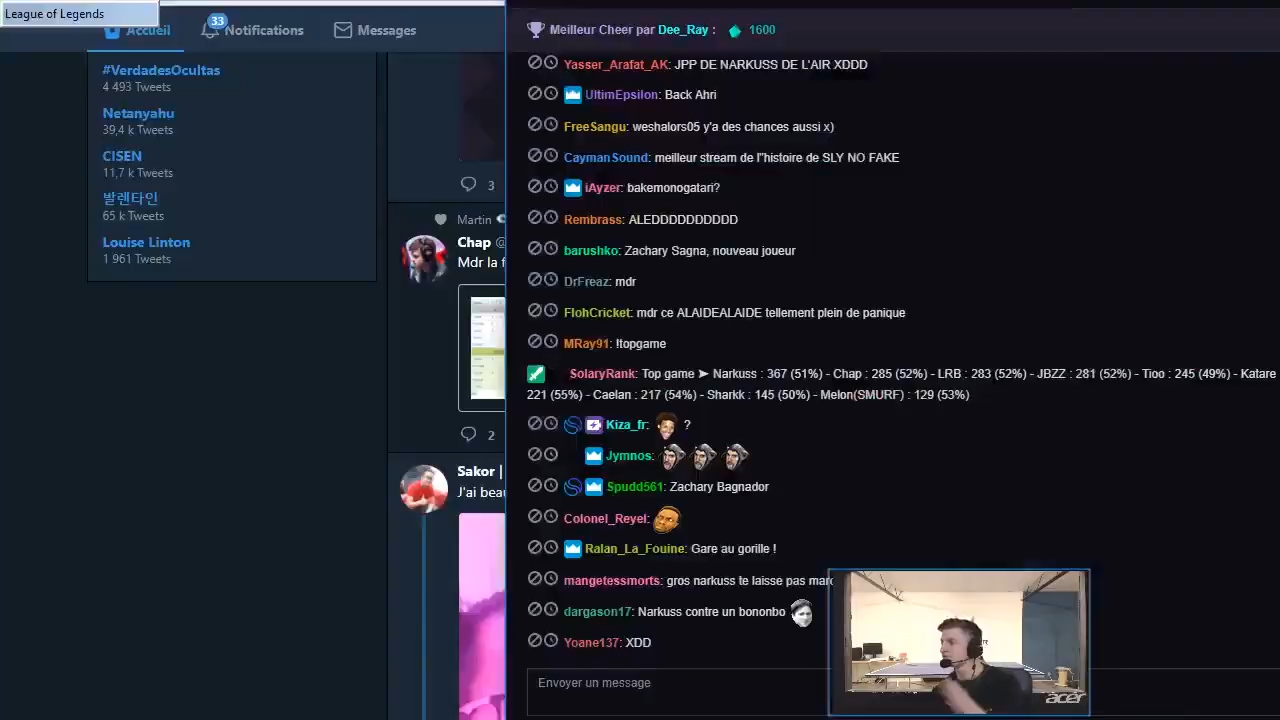 League of Legends
Accueil
33
Notifications
Messages
#VerdadesOcultas
4 493 Tweets
Netanyahu
39,4 k Tweets
CISEN
11,7 k Tweets
발렌타인
65 k Tweets
Louise Linton
1 961 Tweets
3
Martin
Chap @
Mdr la f
2
Sakor |
J'ai beau
Meilleur Cheer par Dee_Ray : 1600
Yasser_Arafat_AK: JPP DE NARKUSS DE L'AIR XDDD
UltimEpsilon: Back Ahri
FreeSangu: weshalors05 y'a des chances aussi x)
CaymanSound: meilleur stream de l''histoire de SLY NO FAKE
iAyzer: bakemonogatari?
Rembrass: ALEDDDDDDDDDD
barushko: Zachary Sagna, nouveau joueur
DrFreaz: mdr
FlohCricket: mdr ce ALAIDEALAIDE tellement plein de panique
MRay91: !topgame
SolaryRank: Top game ➤ Narkuss : 367 (51%) - Chap : 285 (52%) - LRB : 283 (52%) - JBZZ : 281 (52%) - Tioo : 245 (49%) - Katare
221 (55%) - Caelan : 217 (54%) - Sharkk : 145 (50%) - Melon(SMURF) : 129 (53%)
Kiza_fr: ?
Jymnos:
Spudd561: Zachary Bagnador
Colonel_Reyel:
Ralan_La_Fouine: Gare au gorille !
mangetessmorts: gros narkuss te laisse pas marc
dargason17: Narkuss contre un bononbo
Yoane137: XDD
Envoyer un message
acer